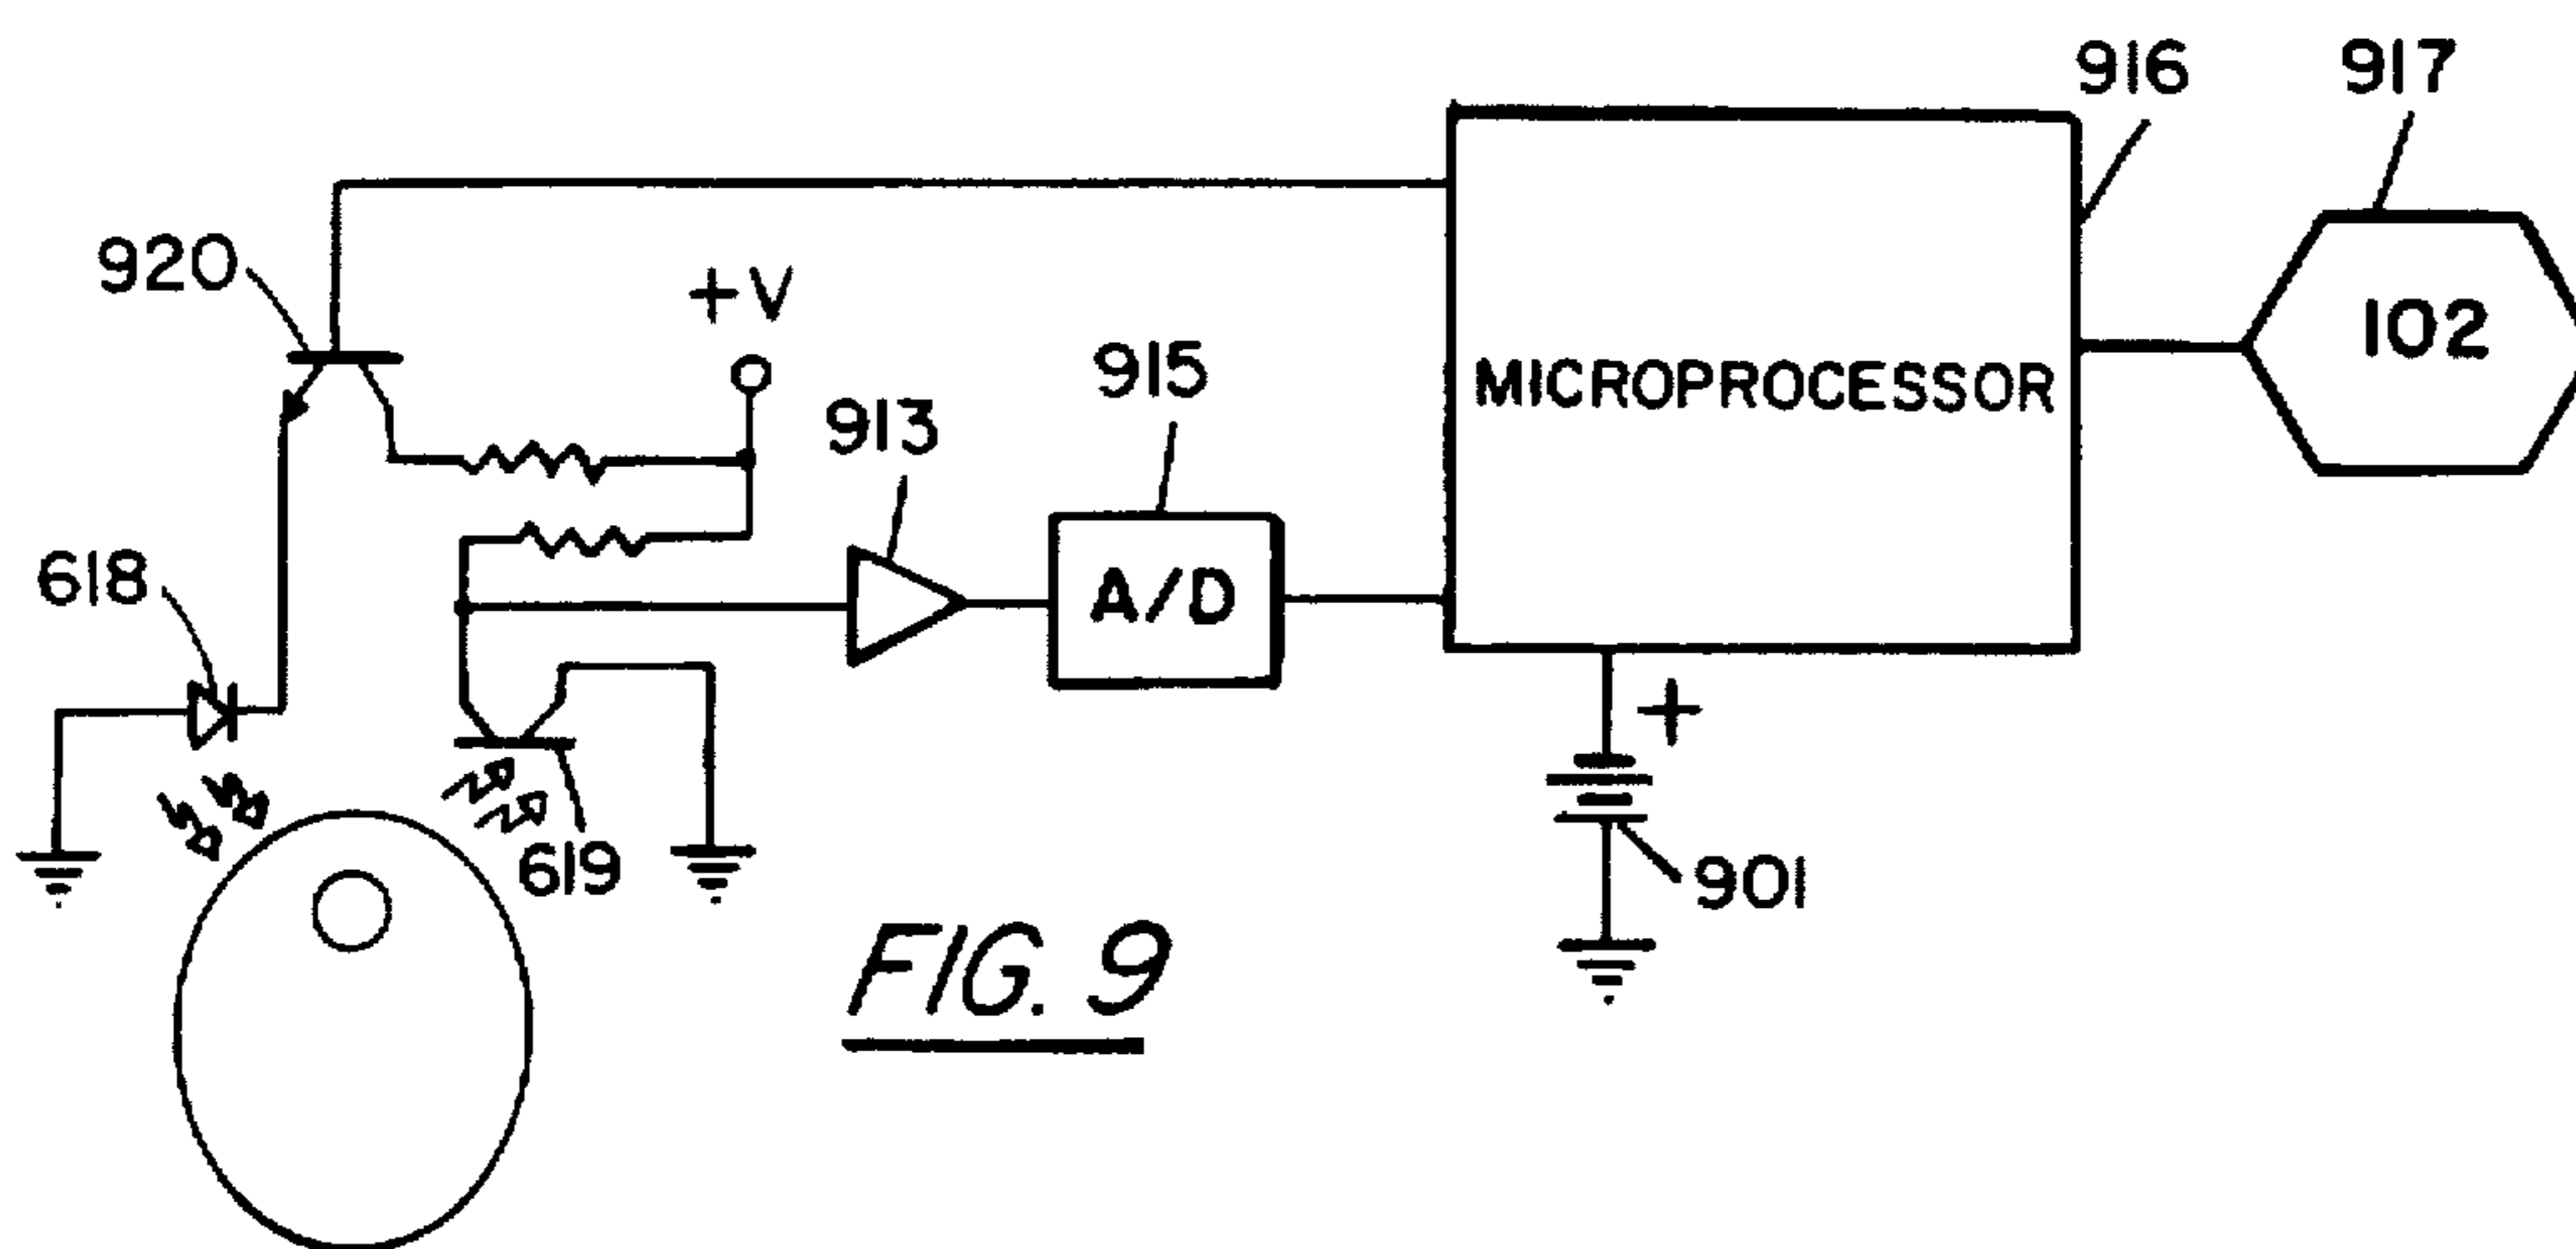 916
917
920
+V
102
915
913
MICROPROCESSOR
A/D
618
+
619
901
FIG. 9